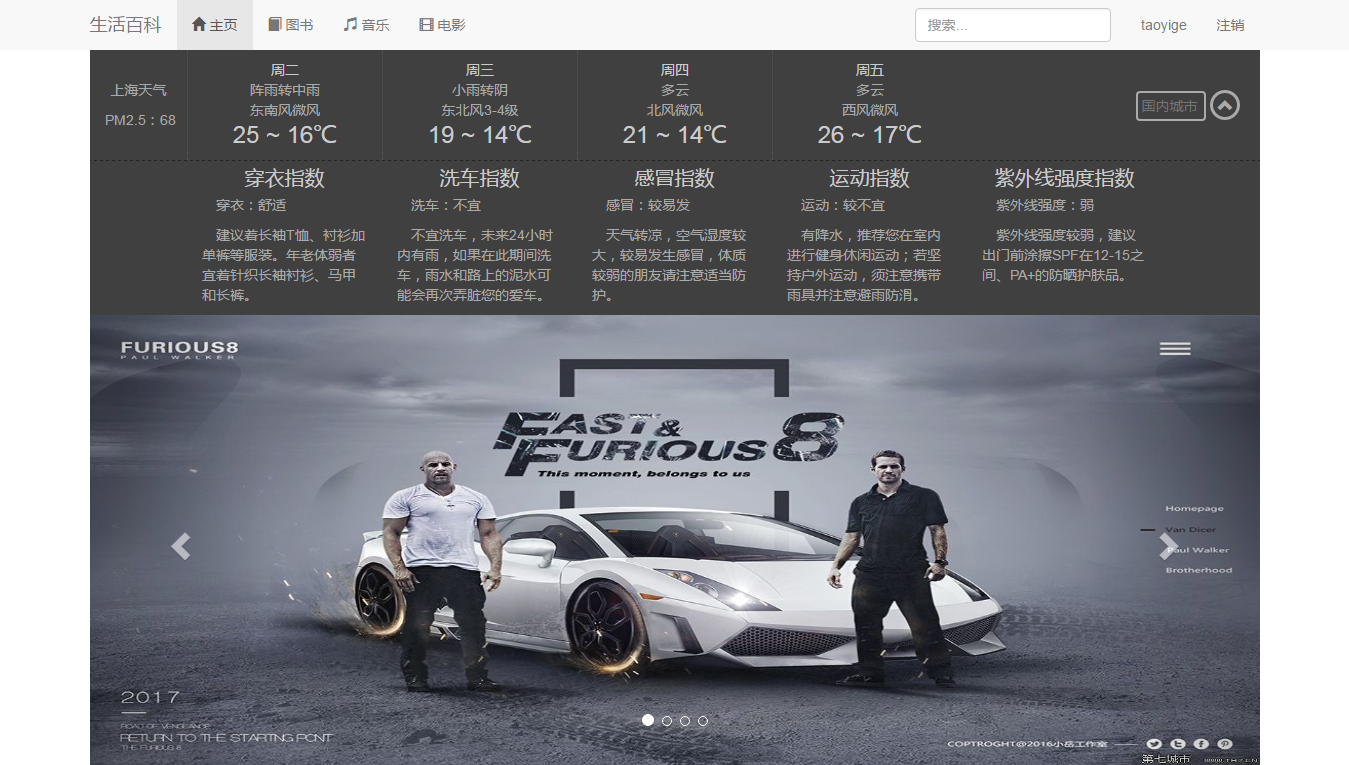 生活百科 主页 图书 音乐 电影 搜索... taoyige 注销
上海天气
PM2.5：68
周二
阵雨转中雨
东南风微风
25 ~ 16℃
周三
小雨转阴
东北风3-4级
19 ~ 14℃
周四
多云
北风微风
21 ~ 14℃
周五
多云
西风微风
26 ~ 17℃
国内城市
穿衣指数
穿衣：舒适
建议着长袖T恤、衬衫加
单裤等服装。年老体弱者
宜着针织长袖衬衫、马甲
和长裤。
洗车指数
洗车：不宜
不宜洗车，未来24小时
内有雨，如果在此期间洗
车，雨水和路上的泥水可
能会再次弄脏您的爱车。
感冒指数
感冒：较易发
天气转凉，空气湿度较
大，较易发生感冒，体质
较弱的朋友请注意适当防
护。
运动指数
运动：较不宜
有降水，推荐您在室内
进行健身休闲运动；若坚
持户外运动，须注意携带
雨具并注意避雨防滑。
紫外线强度指数
紫外线强度：弱
紫外线强度较弱，建议
出门前涂擦SPF在12-15之
间、PA+的防晒护肤品。
FURIOUS8
PAUL WALKER
FAST &
FURIOUS 8
This moment, belongs to us
Homepage
Van Dicer
Paul Walker
Brotherhood
2017
ROAD OF VENGEANCE
RETURN TO THE STARTING PONT
THE FURIOUS 8
COPTROGHT@2016小岳工作室
第七城市 www.TH7.CN